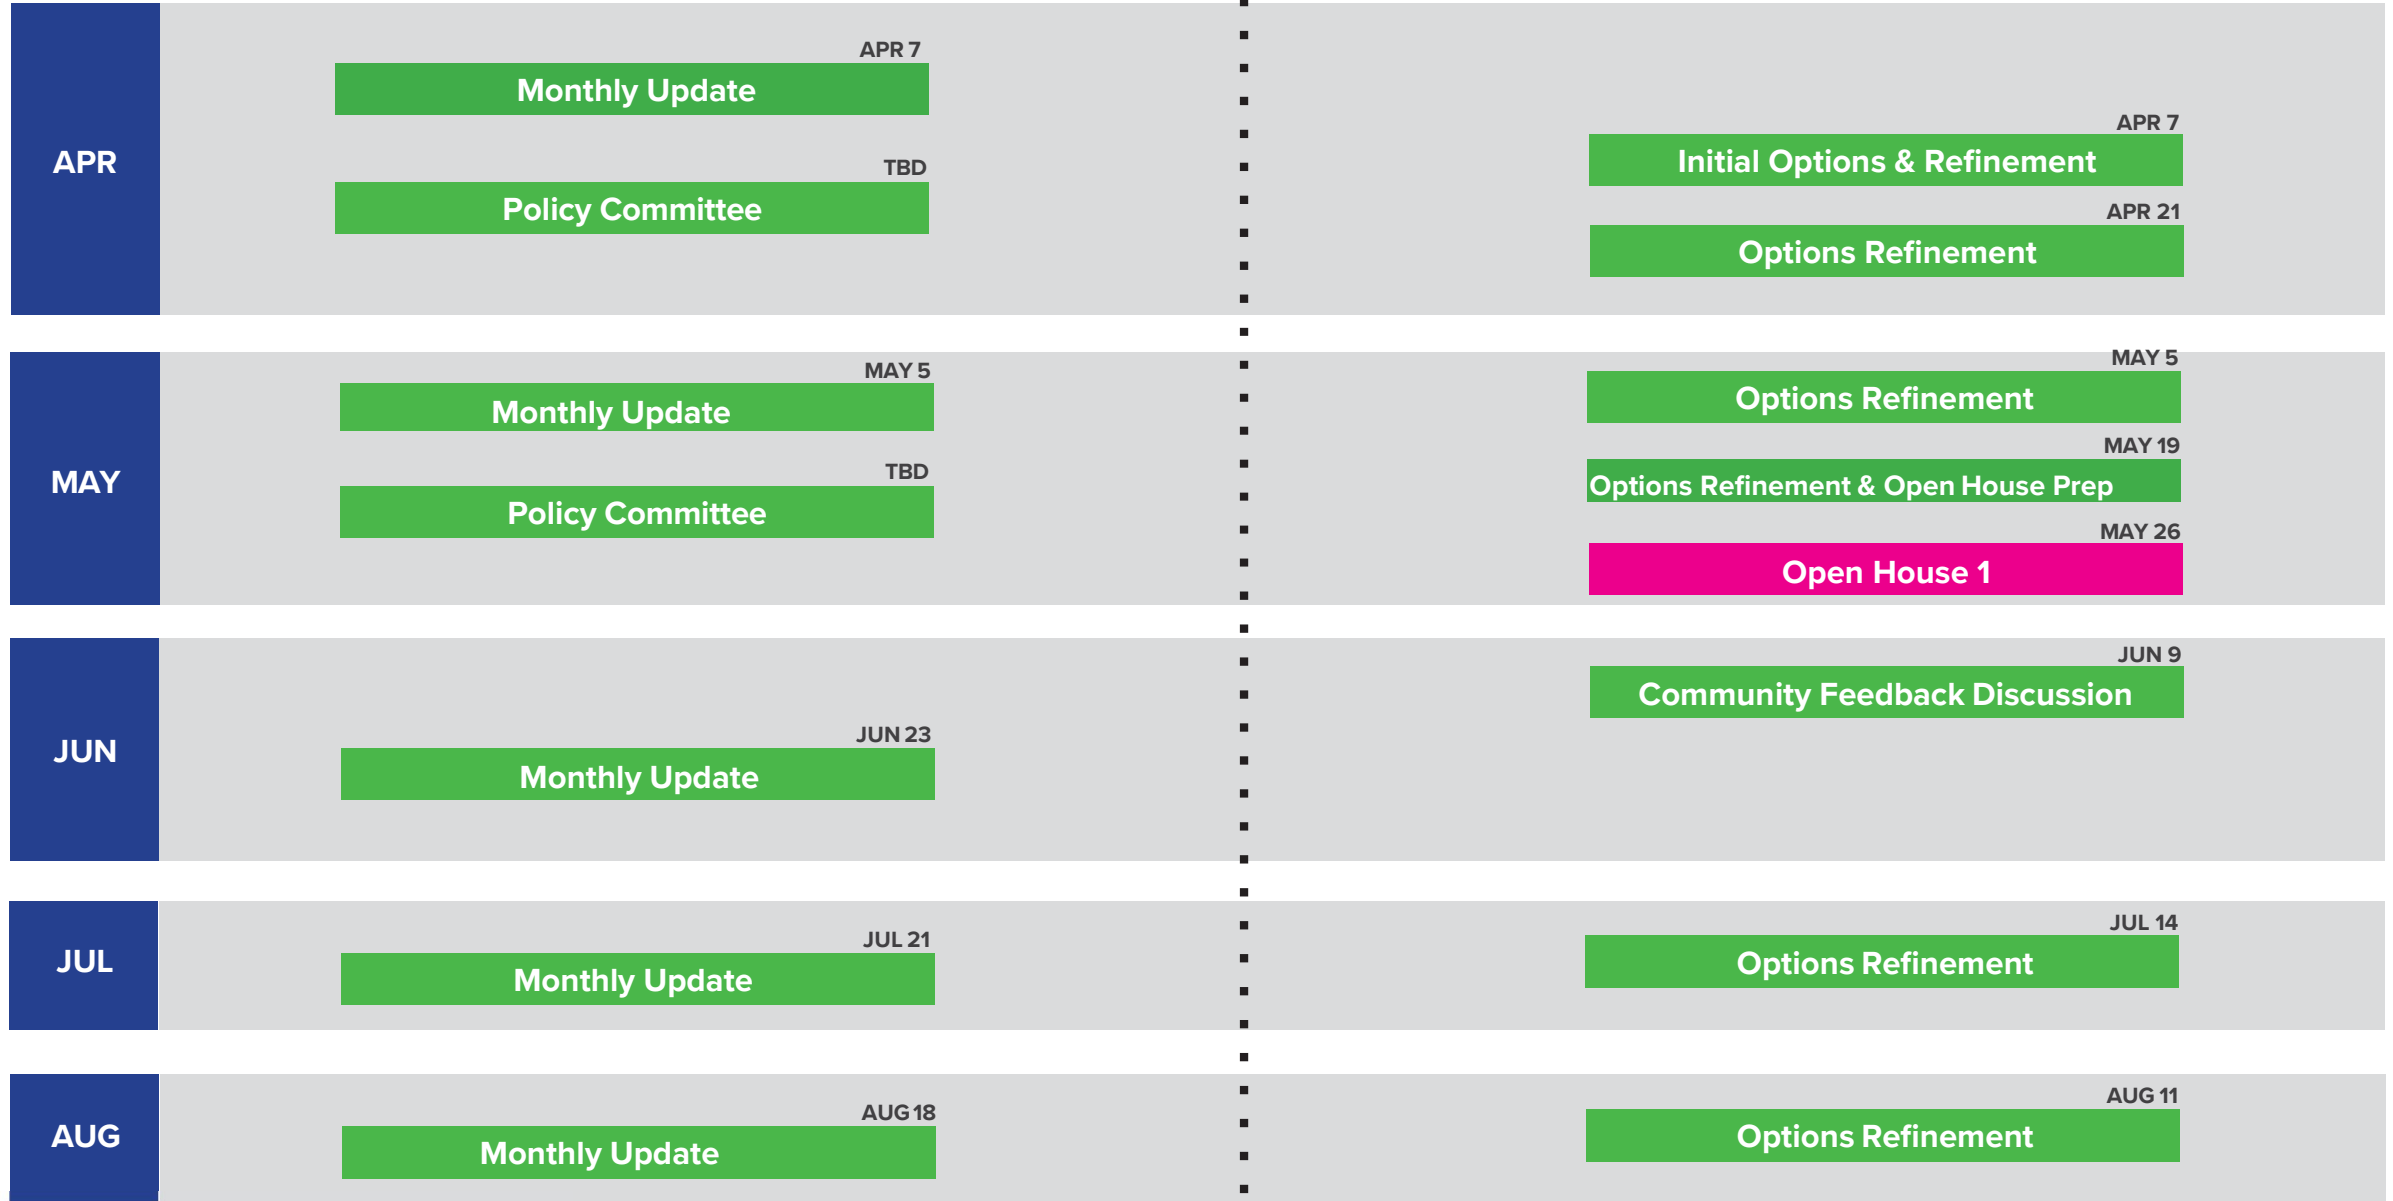 APR
APR 7
Monthly Update
TBD
Policy Committee
APR 7
Initial Options & Refinement
APR 21
Options Refinement
MAY
MAY 5
Monthly Update
TBD
Policy Committee
MAY 5
Options Refinement
MAY 19
Options Refinement & Open House Prep
MAY 26
Open House 1
JUN
JUN 23
Monthly Update
JUN 9
Community Feedback Discussion
JUL
JUL 21
Monthly Update
JUL 14
Options Refinement
AUG
AUG 18
Monthly Update
AUG 11
Options Refinement